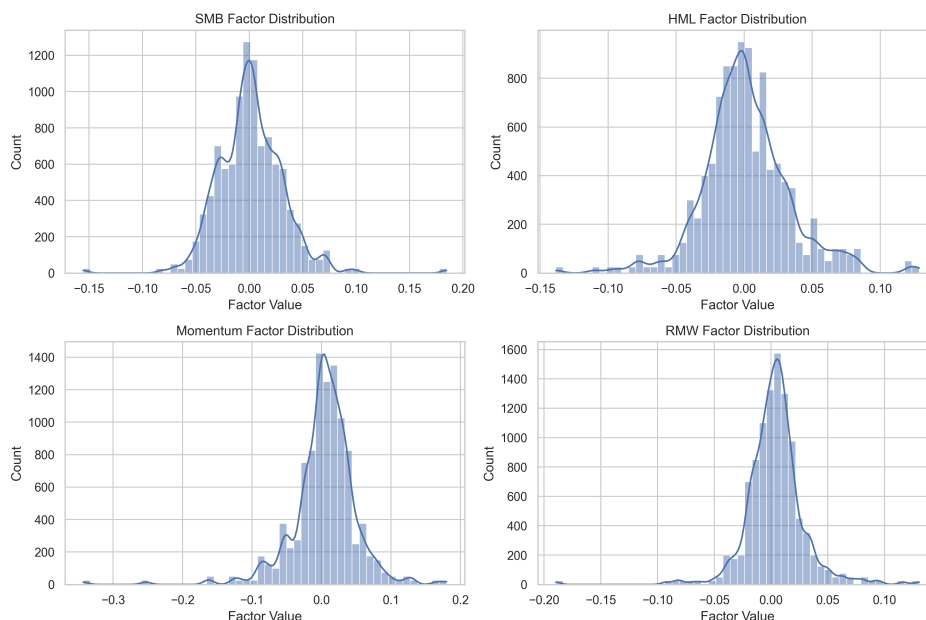 SMB Factor Distribution
1200
1000
800
600
400
200
0
Count
−0.15 −0.10 −0.05 0.00 0.05 0.10 0.15 0.20
Factor Value
HML Factor Distribution
800
600
400
200
0
Count
−0.15 −0.10 −0.05 0.00 0.05 0.10
Factor Value
Momentum Factor Distribution
1400
1200
1000
800
600
400
200
0
Count
−0.3 −0.2 −0.1 0.0 0.1 0.2
Factor Value
RMW Factor Distribution
1600
1400
1200
1000
800
600
400
200
0
Count
−0.20 −0.15 −0.10 −0.05 0.00 0.05 0.10
Factor Value